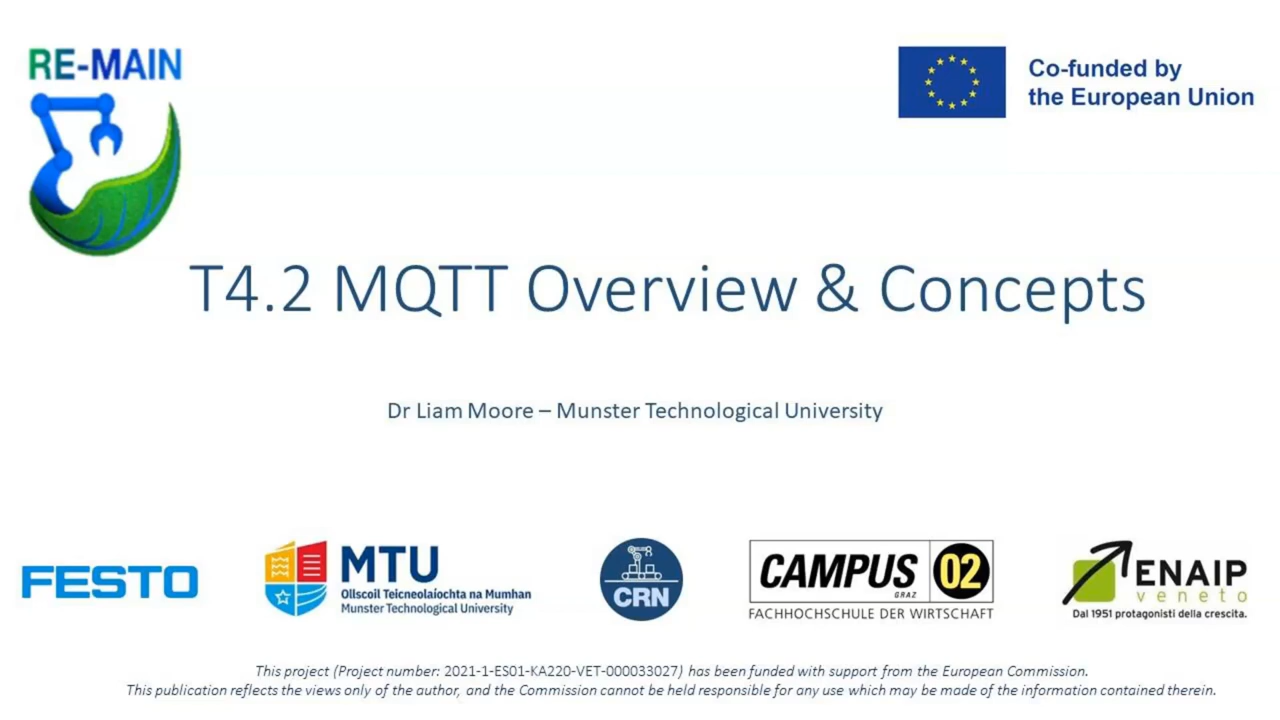 RE-MAIN
Co-funded by
the European Union
T4.2 MQTT Overview & Concepts
Dr Liam Moore – Munster Technological University
FESTO
MTU
Ollscoil Teicneolaíochta na Mumhan
Munster Technological University
CRN
CAMPUS 02
GRAZ
FACHHOCHSCHULE DER WIRTSCHAFT
ENAIP
veneto
Dal 1951 protagonisti della crescita.
This project (Project number: 2021-1-ES01-KA220-VET-000033027) has been funded with support from the European Commission.
This publication reflects the views only of the author, and the Commission cannot be held responsible for any use which may be made of the information contained therein.